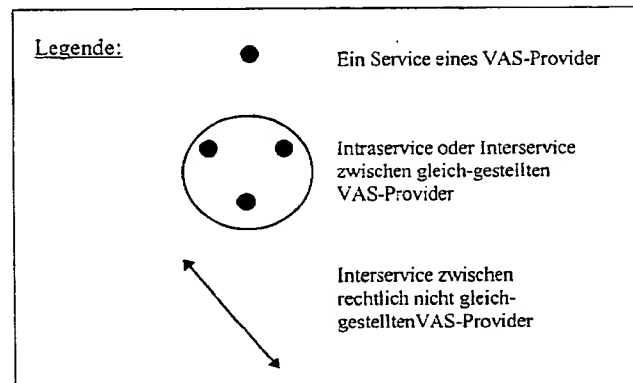 Legende:
Ein Service eines VAS-Provider
Intraservice oder Interservice
zwischen gleich-gestellten
VAS-Provider
Interservice zwischen
rechtlich nicht gleich-
gestelltenVAS-Provider